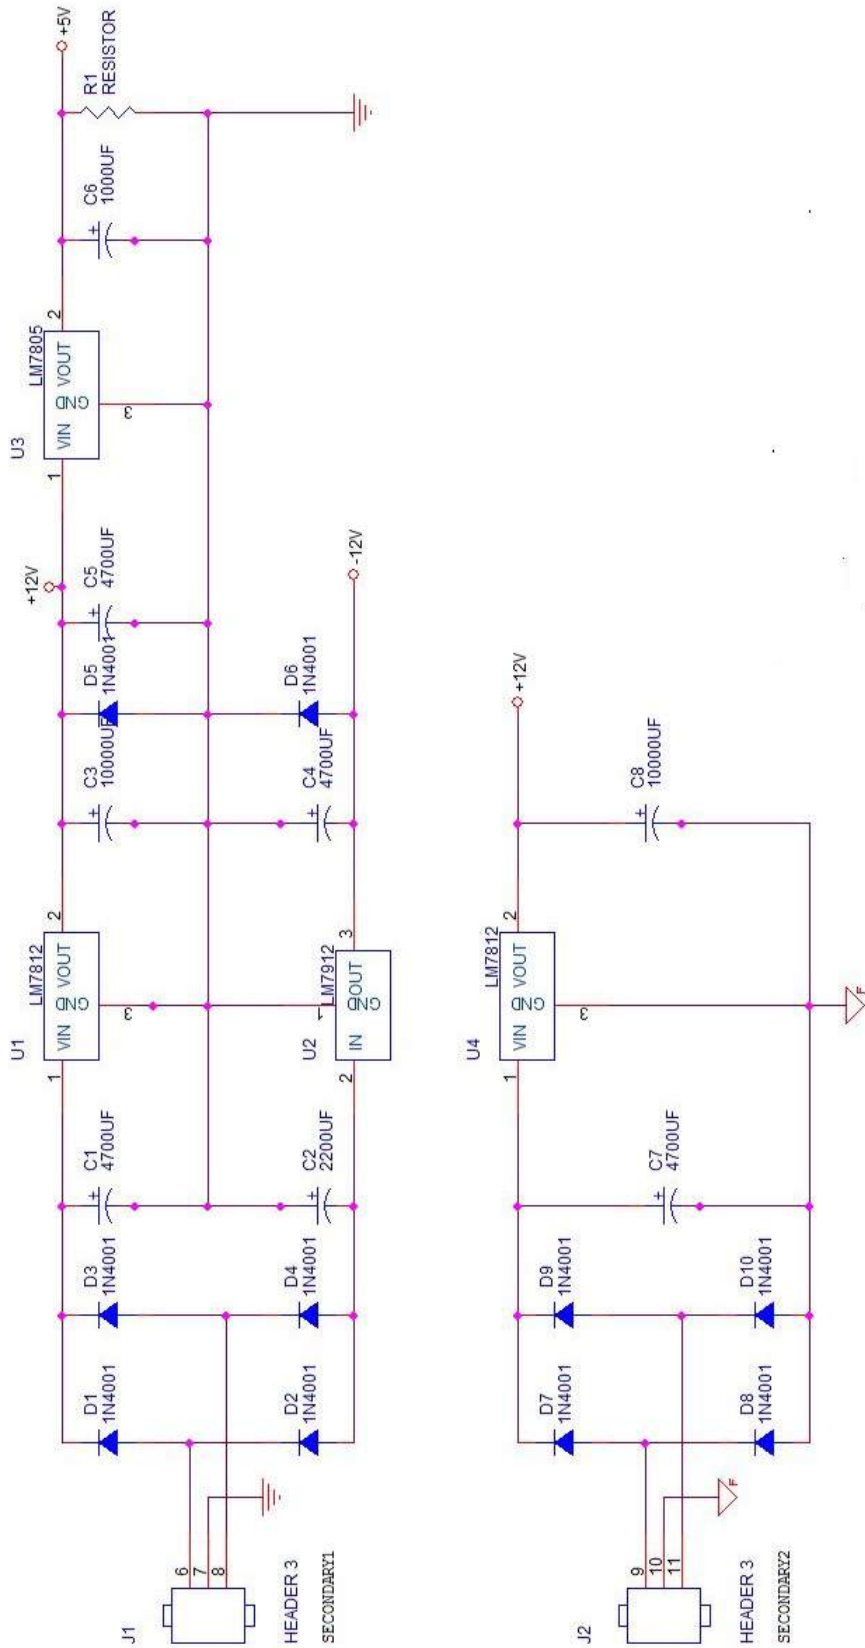 J1
HEADER 3
SECONDARY1
6
7
8
D1
1N4001
D2
1N4001
D3
1N4001
D4
1N4001
C1
4700UF
+
C2
2200UF
+
U1
LM7812
1
VIN
GND
VOUT
2
3
U2
LM7912
2
IN
GND
OUT
3
1
C3
10000UF
+
C4
4700UF
+
D5
1N4001
D6
1N4001
C5
4700UF
+
+12V
-12V
U3
LM7805
1
VIN
GND
VOUT
2
3
C6
1000UF
+
R1
RESISTOR
+5V
J2
HEADER 3
SECONDARY2
9
10
11
F
D7
1N4001
D8
1N4001
D9
1N4001
D10
1N4001
C7
4700UF
+
U4
LM7812
1
VIN
GND
VOUT
2
3
F
C8
10000UF
+
+12V